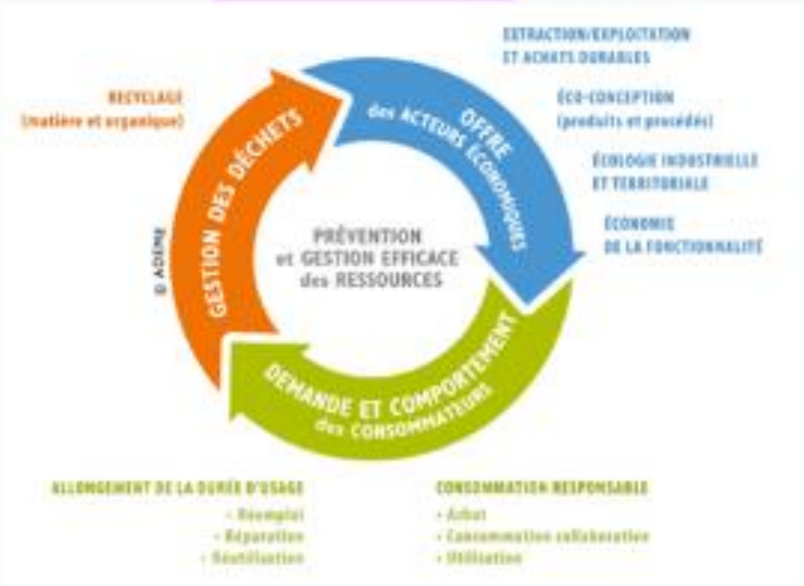 EXTRACTION/EXPLOITATION
ET ACHATS DURABLES
ÉCO-CONCEPTION
(produits et procédés)
ÉCOLOGIE INDUSTRIELLE
ET TERRITORIALE
ÉCONOMIE
DE LA FONCTIONNALITÉ
OFFRE
des ACTEURS ÉCONOMIQUES
RECYCLAGE
(matière et organique)
GESTION DES DÉCHETS
© ADEME
PRÉVENTION
et GESTION EFFICACE
des RESSOURCES
DEMANDE ET COMPORTEMENT
des CONSOMMATEURS
ALLONGEMENT DE LA DURÉE D'USAGE
- Réemploi
- Réparation
- Réutilisation
CONSOMMATION RESPONSABLE
• Achat
• Consommation collaborative
• Utilisation